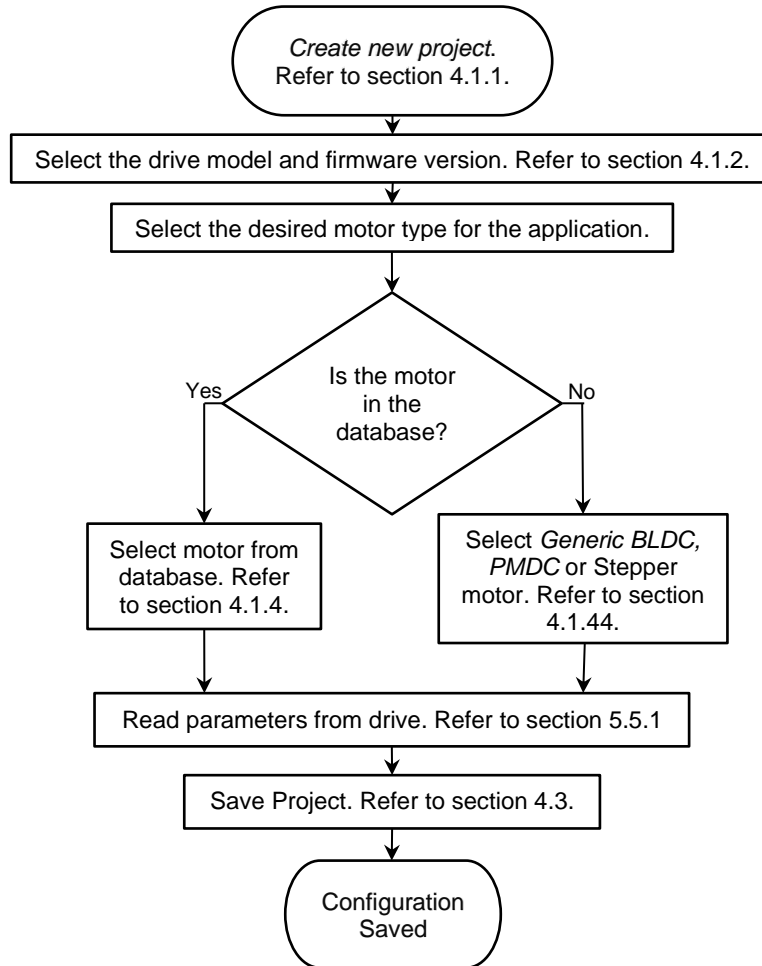 Create new project.
Refer to section 4.1.1.
Select the drive model and firmware version. Refer to section 4.1.2.
Select the desired motor type for the application.
Is the motor
in the
database?
Yes
No
Select motor from
database. Refer
to section 4.1.4.
Select Generic BLDC,
PMDC or Stepper
motor. Refer to section
4.1.44.
Read parameters from drive. Refer to section 5.5.1
Save Project. Refer to section 4.3.
Configuration
Saved